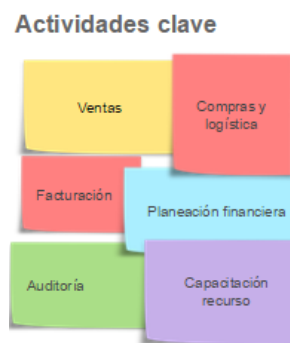 Actividades clave
Ventas
Compras y
logística
Facturación
Planeación financiera
Auditoría
Capacitación
recurso